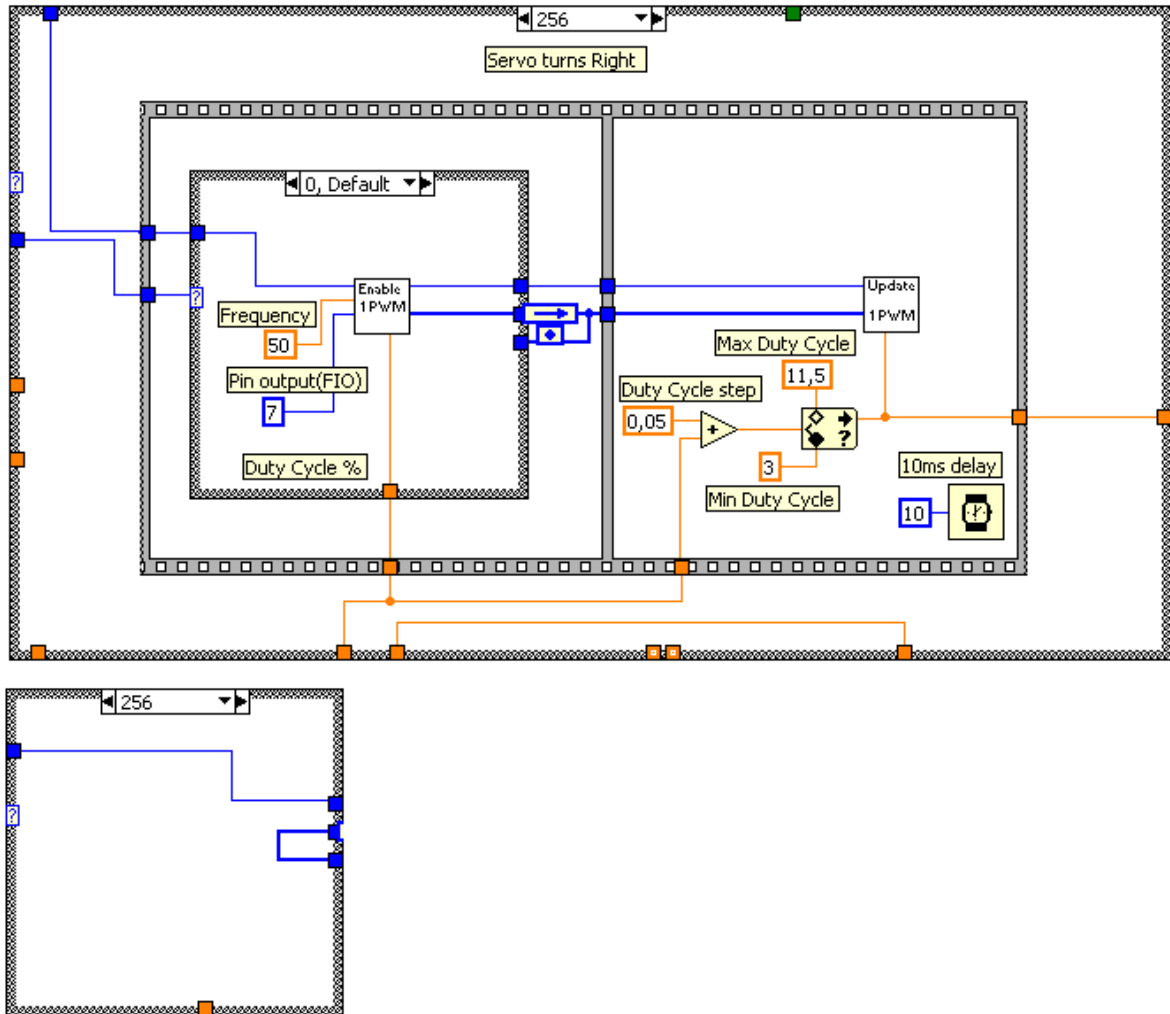 256
Servo turns Right
0, Default
?
?
Enable
1PWM
Update
1PWM
Frequency
50
Max Duty Cycle
11,5
Pin output(FIO)
7
Duty Cycle step
0,05
+
?
Duty Cycle %
3
10ms delay
Min Duty Cycle
10
256
?